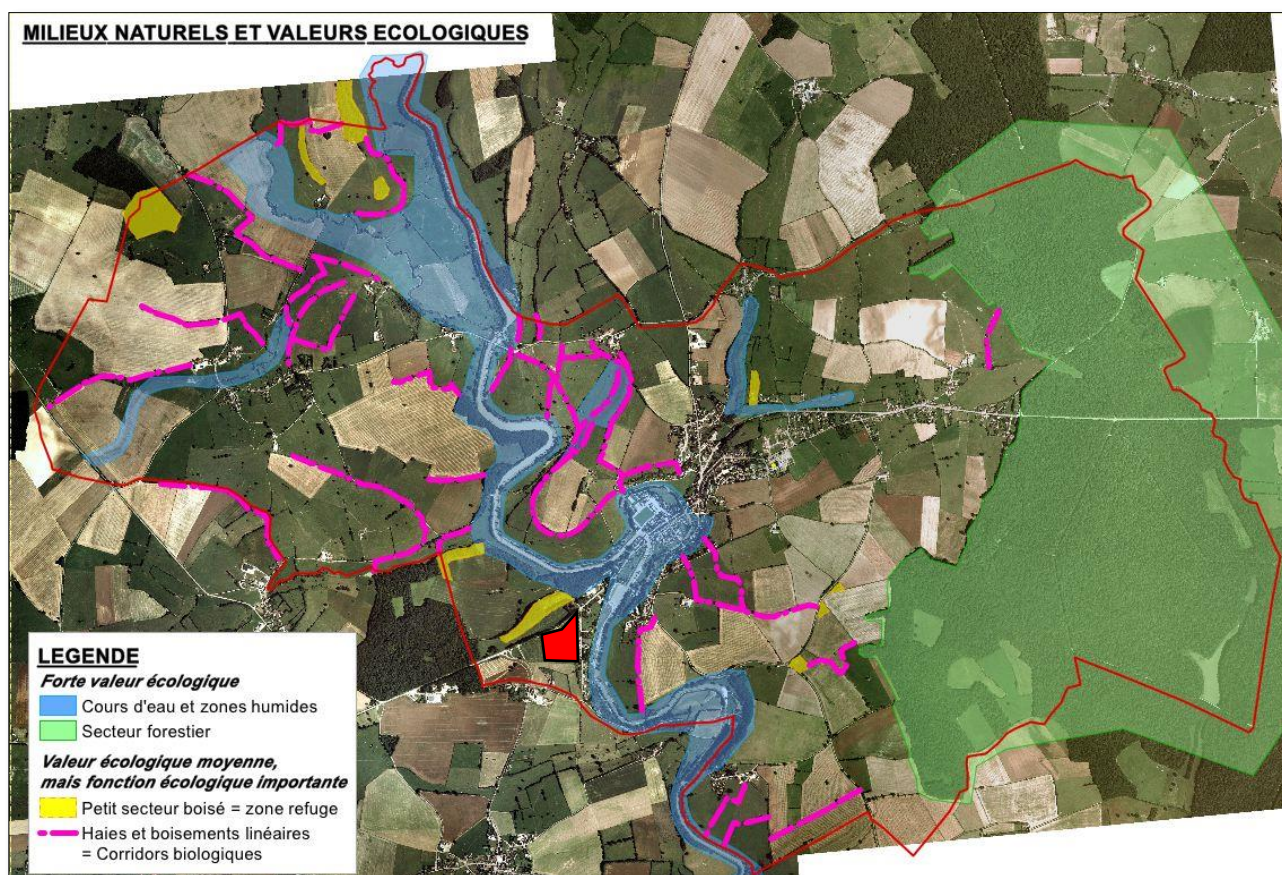 MILIEUX NATURELS ET VALEURS ECOLOGIQUES
LEGENDE
Forte valeur écologique
Cours d'eau et zones humides
Secteur forestier
Valeur écologique moyenne,
mais fonction écologique importante
Petit secteur boisé = zone refuge
Haies et boisements linéaires
= Corridors biologiques